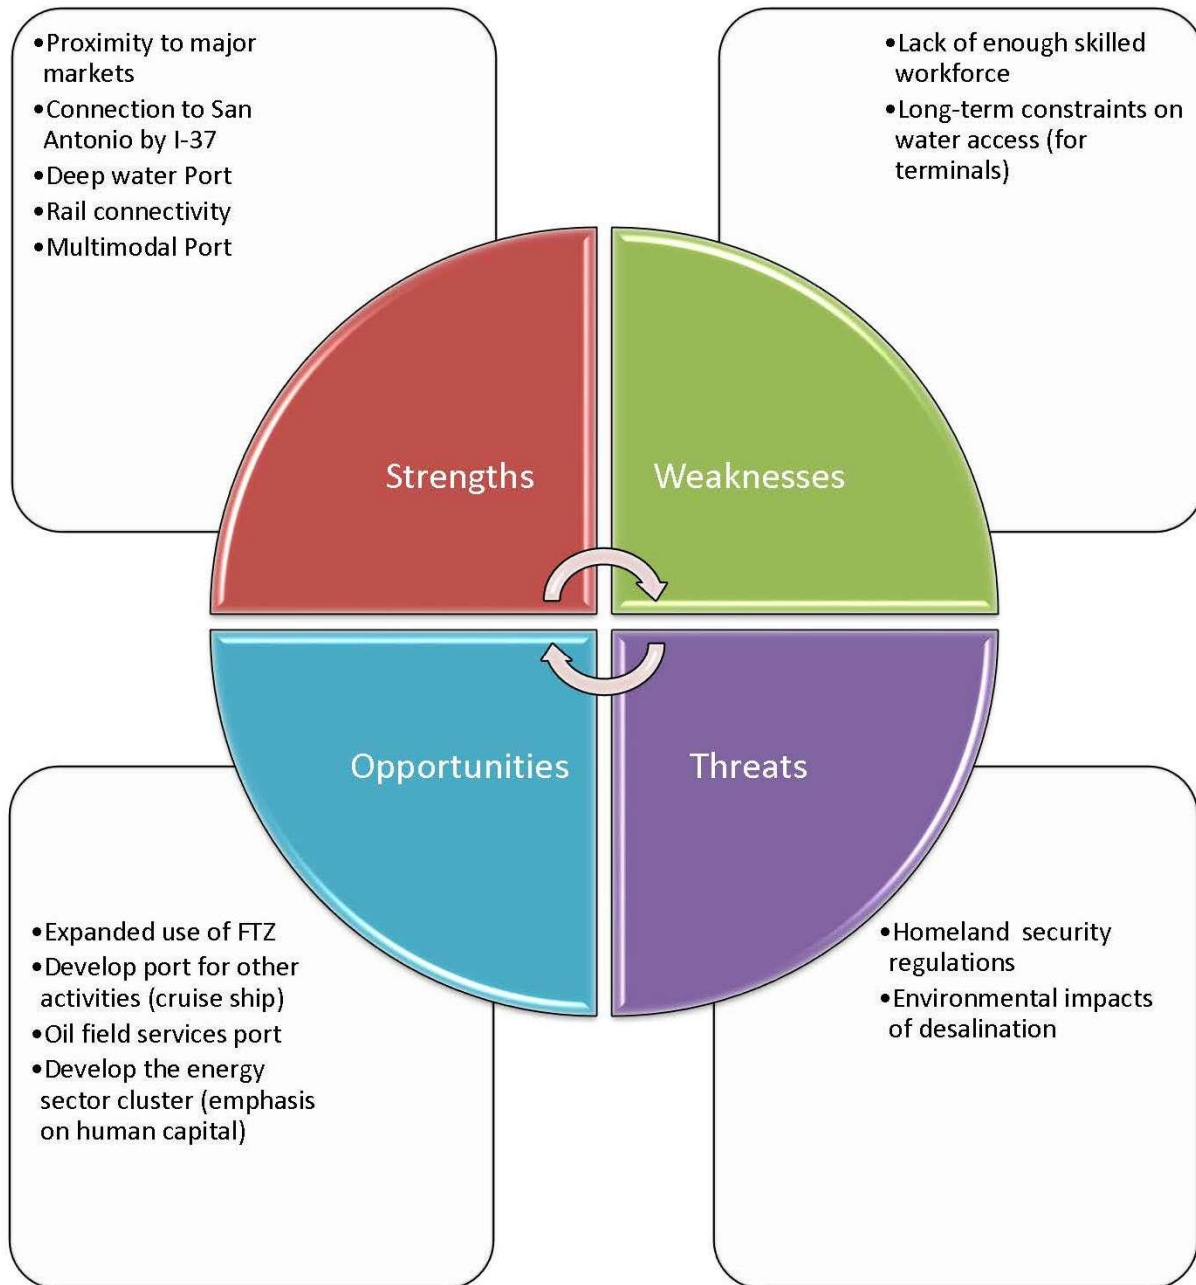 •Proximity to major
markets
•Connection to San
Antonio by I-37
•Deep water Port
•Rail connectivity
•Multimodal Port
•Lack of enough skilled
workforce
•Long-term constraints on
water access (for
terminals)
Strengths
Weaknesses
Opportunities
Threats
•Expanded use of FTZ
•Develop port for other
activities (cruise ship)
•Oil field services port
•Develop the energy
sector cluster (emphasis
on human capital)
•Homeland  security
regulations
•Environmental impacts
of desalination